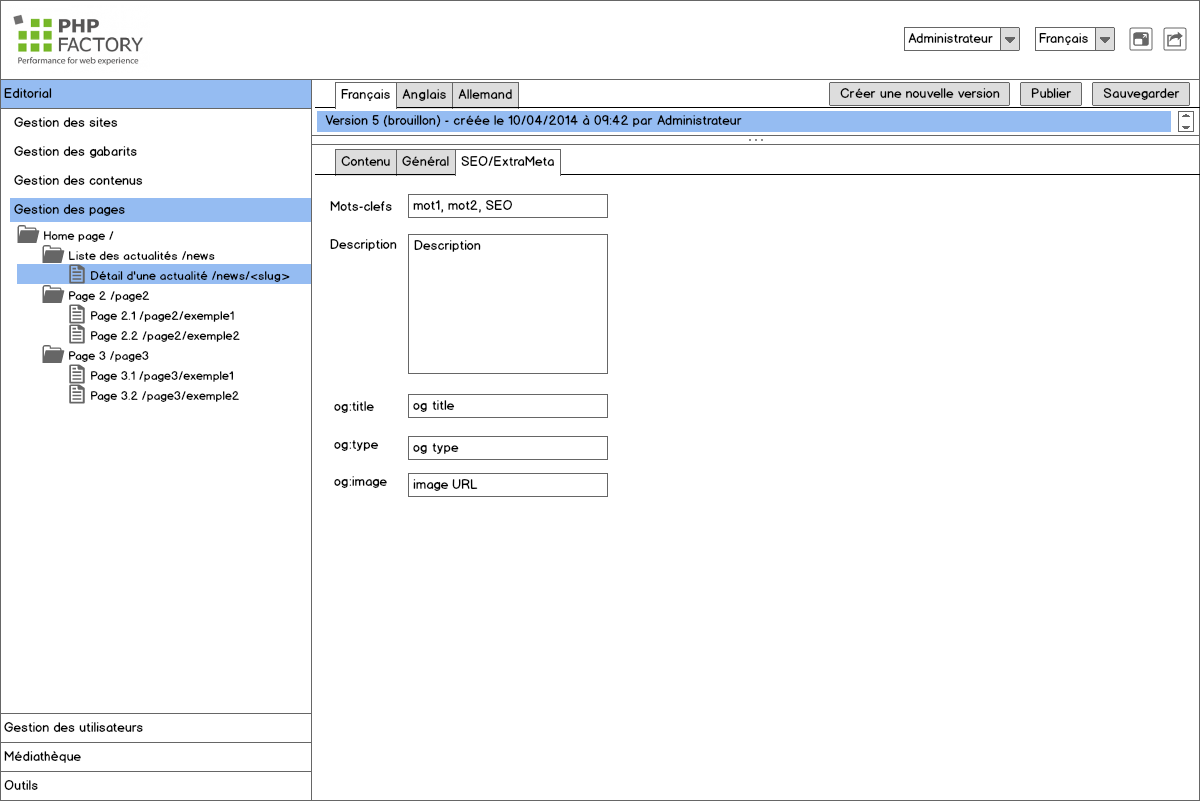 PHP
FACTORY
Performance for web experience
Administrateur
Français
Editorial
Gestion des sites
Gestion des gabarits
Gestion des contenus
Gestion des pages
Home page /
Liste des actualités /news
Détail d'une actualité /news/<slug>
Page 2 /page2
Page 2.1 /page2/exemple1
Page 2.2 /page2/exemple2
Page 3 /page3
Page 3.1 /page3/exemple1
Page 3.2 /page3/exemple2
Gestion des utilisateurs
Médiathèque
Outils
Français Anglais Allemand
Créer une nouvelle version Publier Sauvegarder
Version 5 (brouillon) - créée le 10/04/2014 à 09:42 par Administrateur
Contenu Général SEO/ExtraMeta
Mots-clefs mot1, mot2, SEO
Description Description
og:title og title
og:type og type
og:image image URL